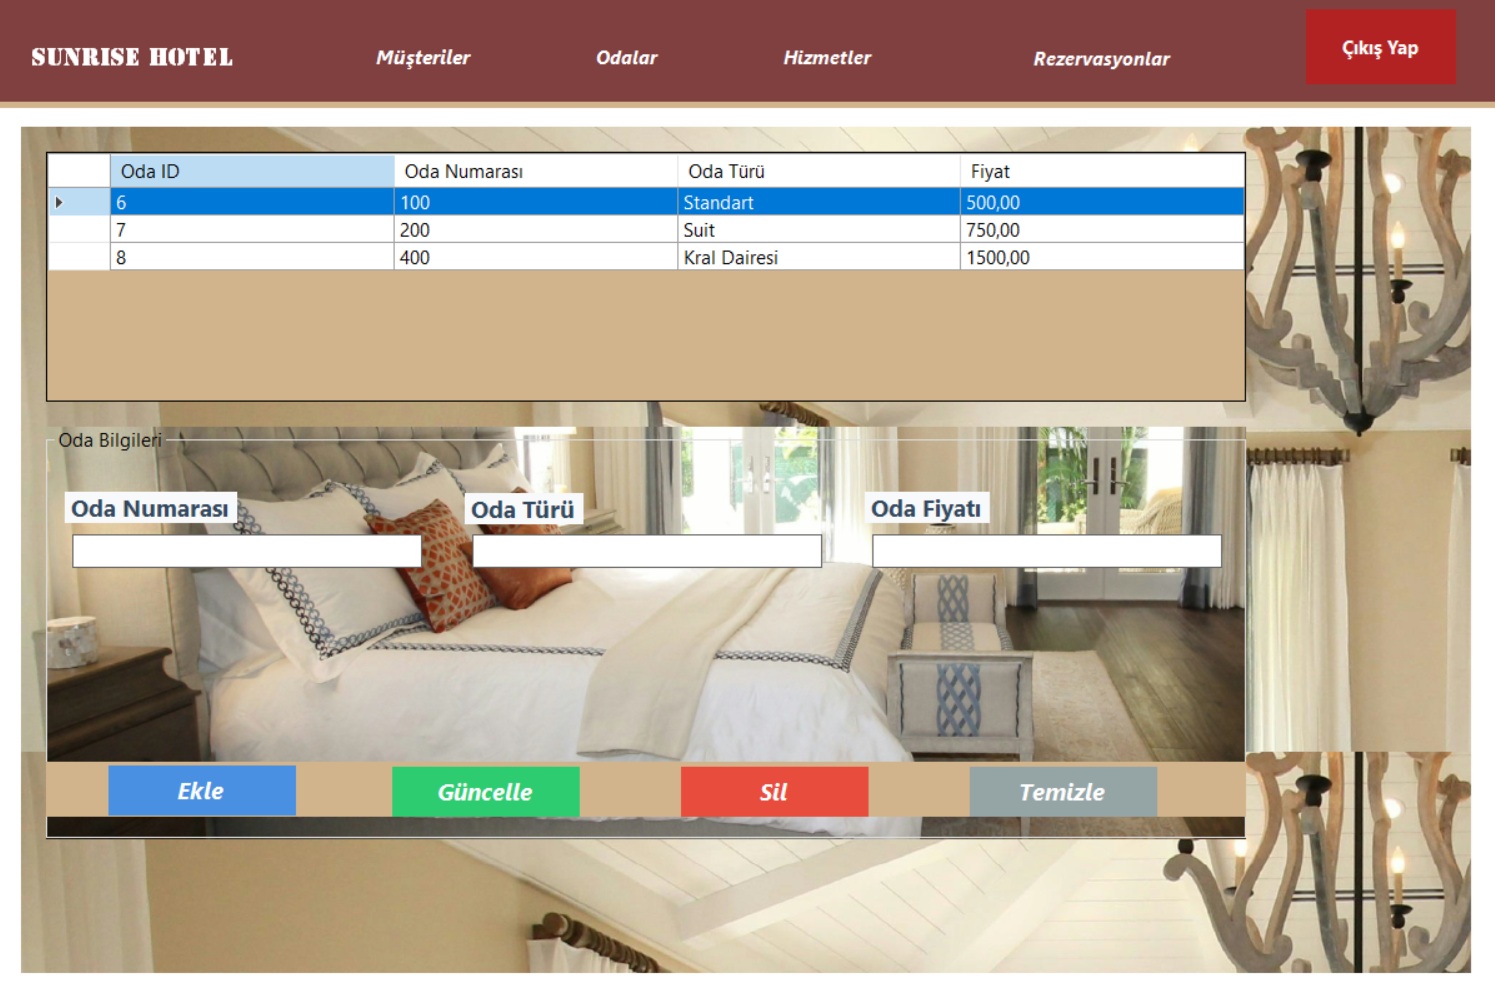 SUNRISE HOTEL Müşteriler Odalar Hizmetler Rezervasyonlar Çıkış Yap
Oda ID Oda Numarası Oda Türü Fiyat
6 100 Standart 500,00
7 200 Suit 750,00
8 400 Kral Dairesi 1500,00
Oda Bilgileri
Oda Numarası Oda Türü Oda Fiyatı
Ekle Güncelle Sil Temizle